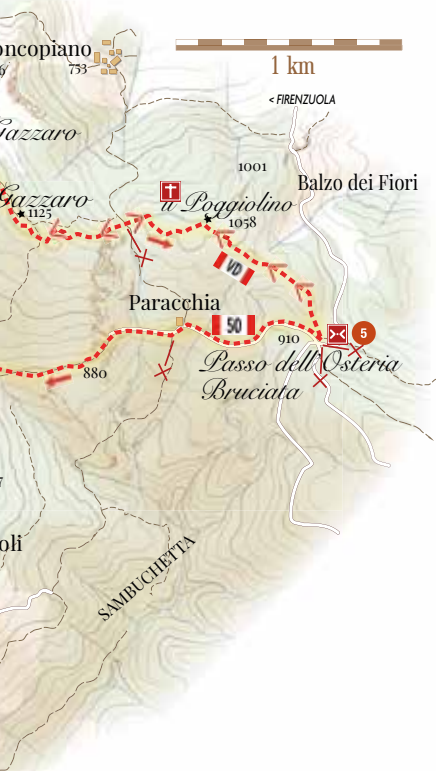 oncopiano
753
1 km
< FIRENZUOLA
Gazzaro
1001
Balzo dei Fiori
Gazzaro
1125
il Poggiolino
1058
VD
Paracchia
50
910
5
Passo dell'Osteria
Bruciata
880
oli
SAMBUCHETTA